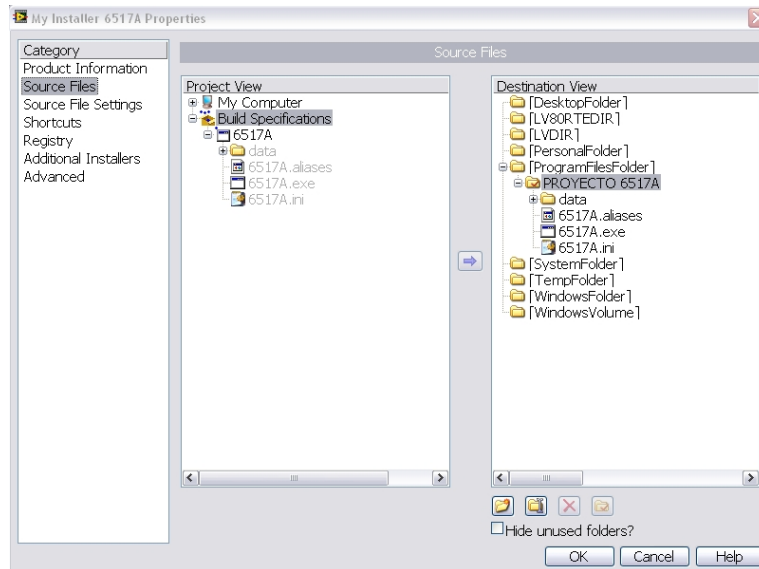 My Installer 6517A Properties
Category
Product Information
Source Files
Source File Settings
Shortcuts
Registry
Additional Installers
Advanced
Source Files
Project View
My Computer
Build Specifications
6517A
data
6517A.aliases
6517A.exe
6517A.ini
Destination View
[DesktopFolder]
[LV80RTEDIR]
[LVDIR]
[PersonalFolder]
[ProgramFilesFolder]
PROYECTO 6517A
data
6517A.aliases
6517A.exe
6517A.ini
[SystemFolder]
[TempFolder]
[WindowsFolder]
[WindowsVolume]
Hide unused folders?
OK Cancel Help